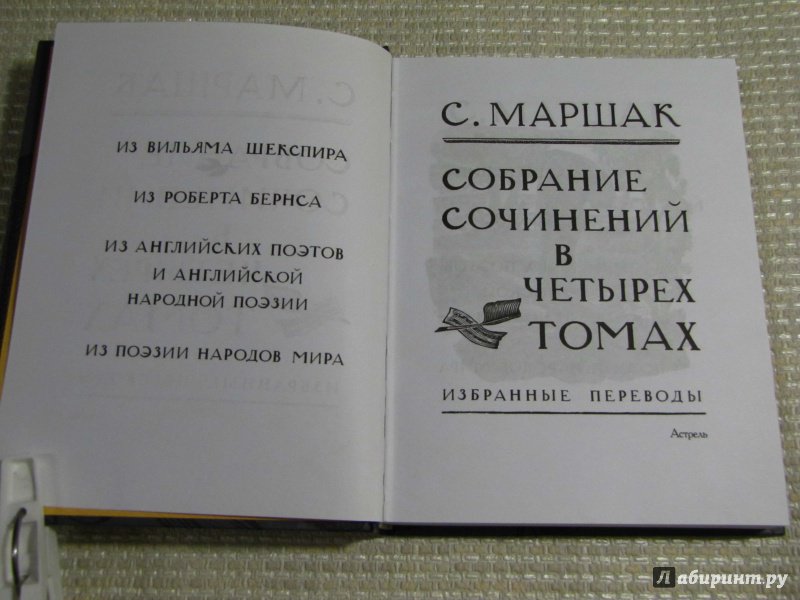 ИЗ ВИЛЬЯМА ШЕКСПИРА
ИЗ РОБЕРТА БЕРНСА
ИЗ АНГЛИЙСКИХ ПОЭТОВ
И АНГЛИЙСКОЙ
НАРОДНОЙ ПОЭЗИИ
ИЗ ПОЭЗИИ НАРОДОВ МИРА
С. МАРШАК
СОБРАНИЕ
СОЧИНЕНИЙ
В
ЧЕТЫРЕХ
ТОМАХ
ИЗБРАННЫЕ ПЕРЕВОДЫ
Астрель
Лабиринт.ру